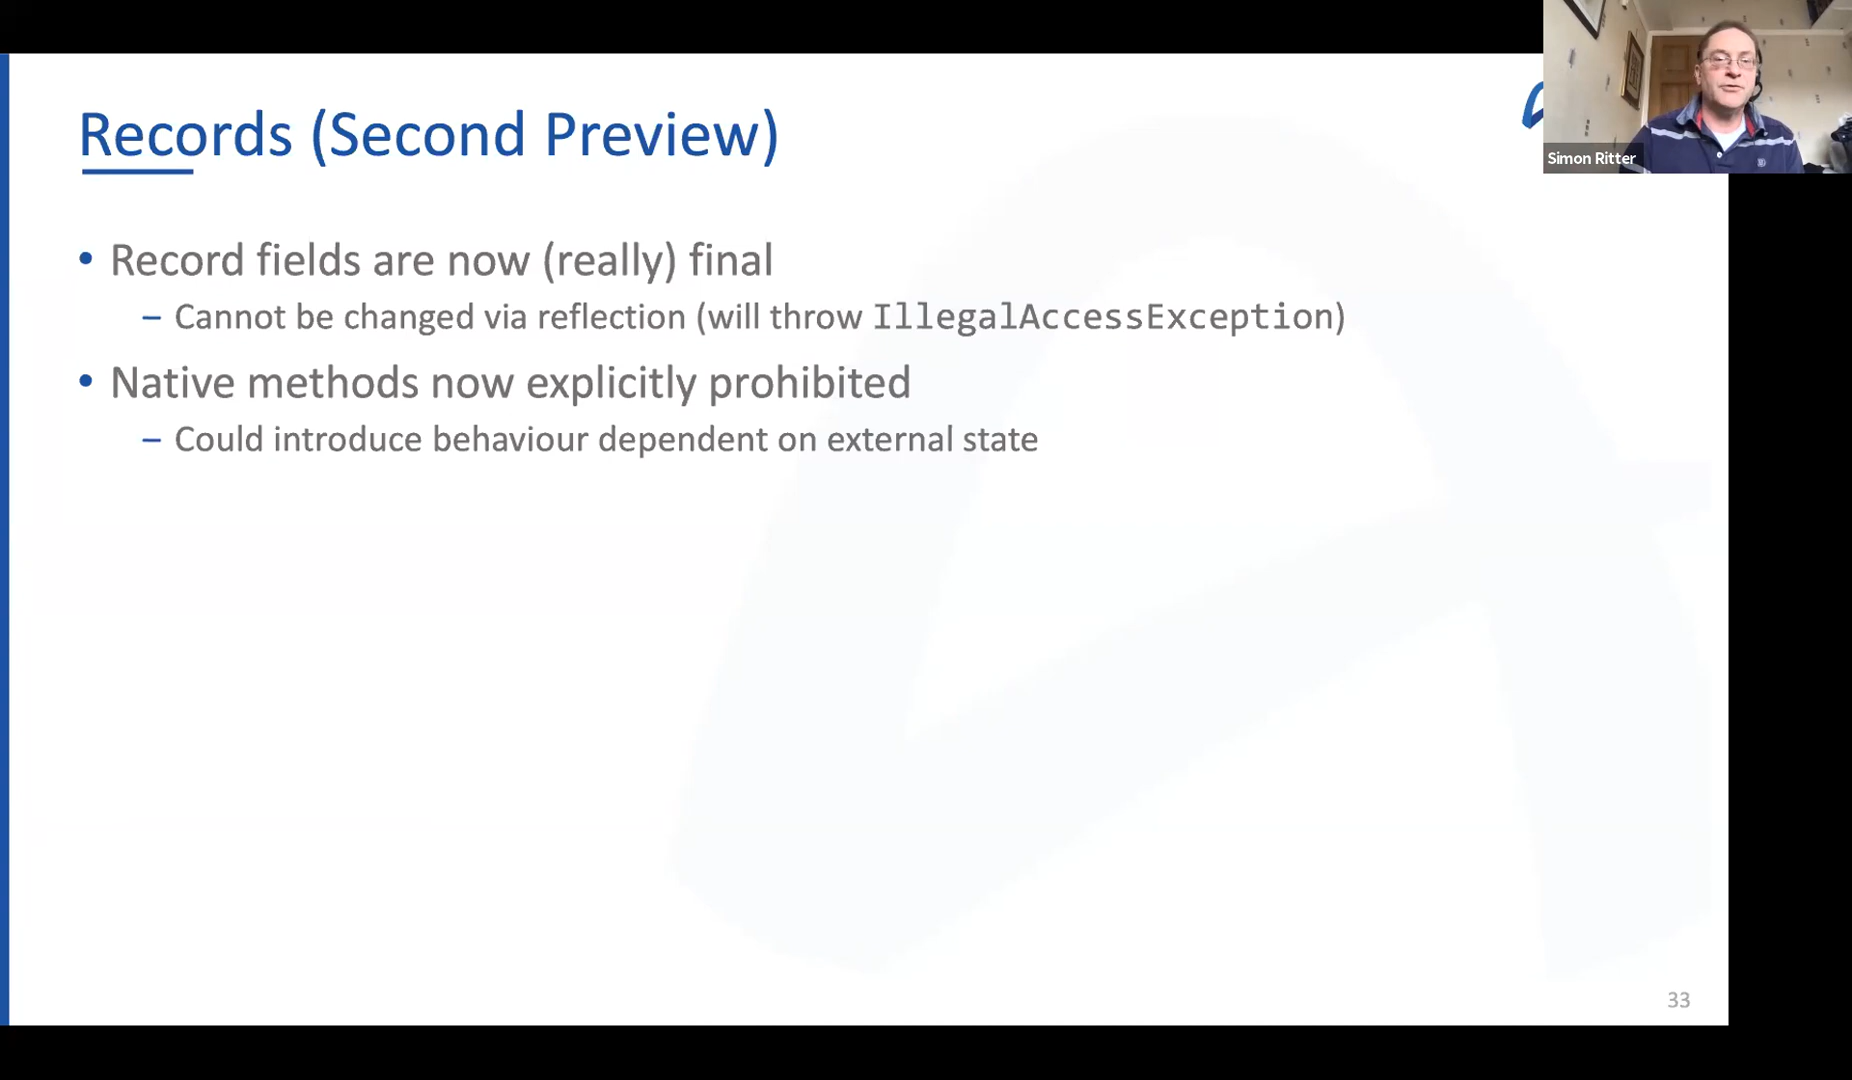 Records (Second Preview)
Simon Ritter
• Record fields are now (really) final
– Cannot be changed via reflection (will throw IllegalAccessException)
• Native methods now explicitly prohibited
– Could introduce behaviour dependent on external state
33